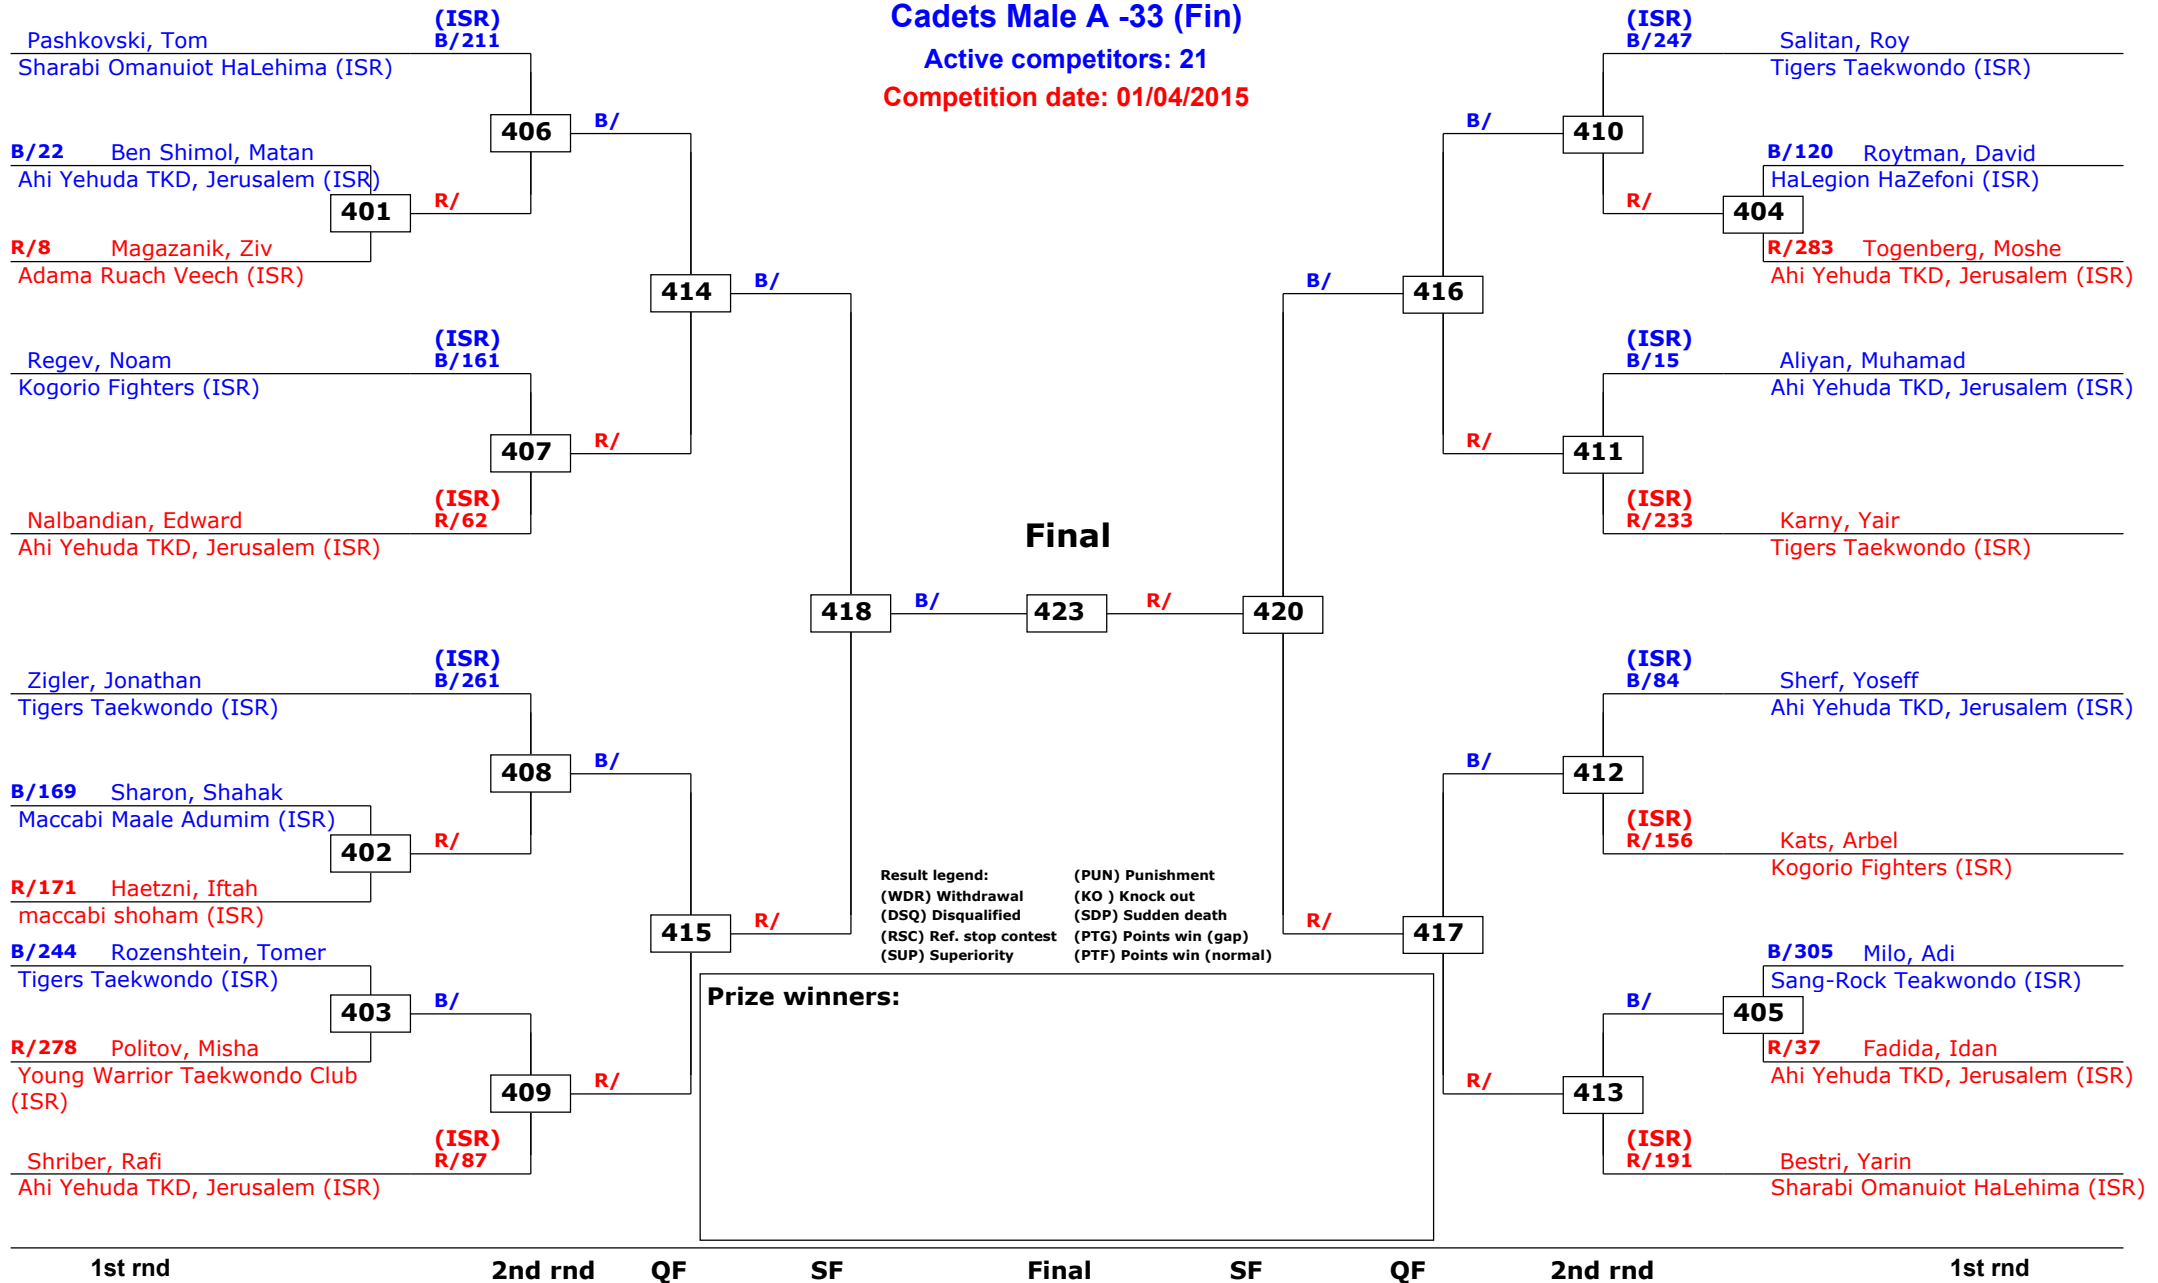 Cadets Male A -33 (Fin)
Active competitors: 21
Competition date: 01/04/2015
(ISR)
Pashkovski, Tom B/211
Sharabi Omanuiot HaLehima (ISR)
406
B/
B/22 Ben Shimol, Matan
Ahi Yehuda TKD, Jerusalem (ISR)
401
R/
R/8 Magazanik, Ziv
Adama Ruach Veech (ISR)
414
B/
(ISR)
Regev, Noam B/161
Kogorio Fighters (ISR)
407
R/
(ISR)
Nalbandian, Edward R/62
Ahi Yehuda TKD, Jerusalem (ISR)
418
B/
(ISR)
Zigler, Jonathan B/261
Tigers Taekwondo (ISR)
408
B/
B/169 Sharon, Shahak
Maccabi Maale Adumim (ISR)
402
R/
R/171 Haetzni, Iftah
maccabi shoham (ISR)
415
R/
B/244 Rozenshtein, Tomer
Tigers Taekwondo (ISR)
403
B/
R/278 Politov, Misha
Young Warrior Taekwondo Club
(ISR)
409
R/
(ISR)
Shriber, Rafi R/87
Ahi Yehuda TKD, Jerusalem (ISR)
Final
423
R/
420
(ISR)
B/247 Salitan, Roy
Tigers Taekwondo (ISR)
B/
410
B/120 Roytman, David
HaLegion HaZefoni (ISR)
R/
404
R/283 Togenberg, Moshe
Ahi Yehuda TKD, Jerusalem (ISR)
B/
416
(ISR)
B/15 Aliyan, Muhamad
Ahi Yehuda TKD, Jerusalem (ISR)
R/
411
(ISR)
R/233 Karny, Yair
Tigers Taekwondo (ISR)
(ISR)
B/84 Sherf, Yoseff
Ahi Yehuda TKD, Jerusalem (ISR)
B/
412
(ISR)
R/156 Kats, Arbel
Kogorio Fighters (ISR)
R/
417
B/305 Milo, Adi
Sang-Rock Teakwondo (ISR)
B/
405
R/37 Fadida, Idan
Ahi Yehuda TKD, Jerusalem (ISR)
R/
413
(ISR)
R/191 Bestri, Yarin
Sharabi Omanuiot HaLehima (ISR)
Result legend: (PUN) Punishment
(WDR) Withdrawal (KO ) Knock out
(DSQ) Disqualified (SDP) Sudden death
(RSC) Ref. stop contest (PTG) Points win (gap)
(SUP) Superiority (PTF) Points win (normal)
Prize winners:
1st rnd 2nd rnd QF SF Final SF QF 2nd rnd 1st rnd